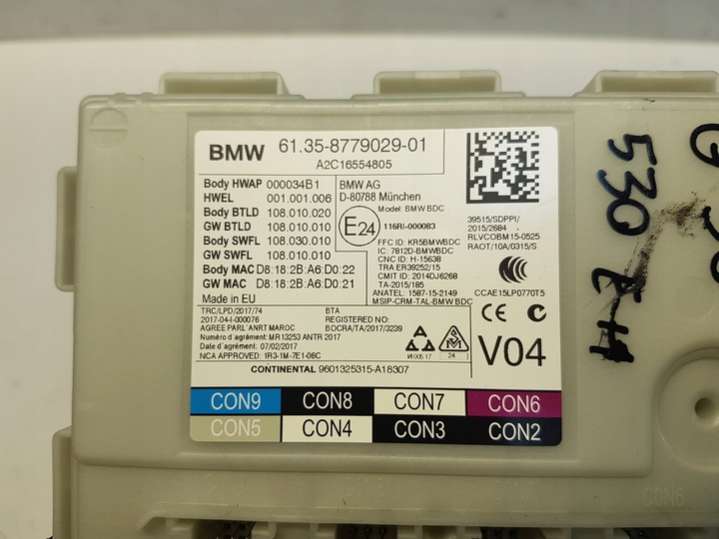 BMW 61.35-8779029-01
A2C16554805
Body HWAP 000034B1
HWEL 001.001.006
Body BTLD 108.010.020
GW BTLD 108.010.010
Body SWFL 108.030.010
GW SWFL 108.010.010
Body MAC D8:18:2B:A6:D0:22
GW MAC D8:18:2B:A6:D0:21
Made in EU
BMW AG
D-80788 München
Model: BMW BDC
E24 116RI-000083
FFC ID: KR5BMWBDC
IC: 7812D-BMWBDC
CNC ID: H-15638
TRA ER39252/15
CMIT ID: 2014DJ6268
TA-2015/185
ANATEL: 1587-15-2149
MSIP-CRM-TAL-BMW BDC
39515/SDPPI/
2015/2684
RLVCOBM15-0525
RAOT/10A/0315/S
CCAE15LP0770T5
CE
TRC/LPD/2017/74
2017-04-I-000076
AGREE PARL'ANRT MAROC
Numéro d'agrément: MR13253 ANTR 2017
Date d'agrément: 07/02/2017
NCA APPROVED: 1R3-1M-7E1-06C
BTA
REGISTERED No:
BOCRA/TA/2017/3239
24
V04
CONTINENTAL 9601325315-A18307
CON9 CON8 CON7 CON6
CON5 CON4 CON3 CON2
530 EH
CON6